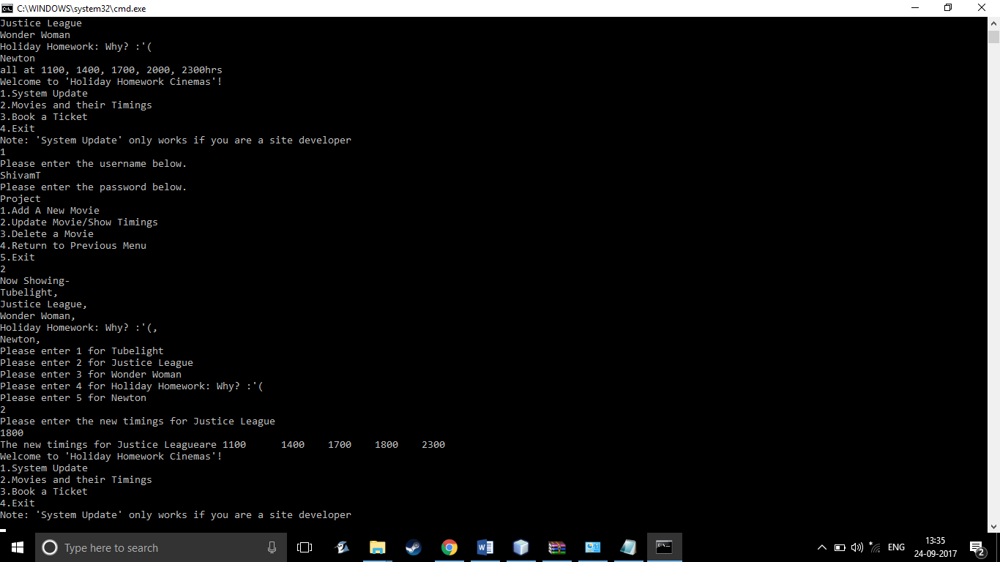 C:\WINDOWS\system32\cmd.exe
Justice League
Wonder Woman
Holiday Homework: Why? :'(
Newton
all at 1100, 1400, 1700, 2000, 2300hrs
Welcome to 'Holiday Homework Cinemas'!
1.System Update
2.Movies and their Timings
3.Book a Ticket
4.Exit
Note: 'System Update' only works if you are a site developer
1
Please enter the username below.
ShivamT
Please enter the password below.
Project
1.Add A New Movie
2.Update Movie/Show Timings
3.Delete a Movie
4.Return to Previous Menu
5.Exit
2
Now Showing-
Tubelight,
Justice League,
Wonder Woman,
Holiday Homework: Why? :'(,
Newton,
Please enter 1 for Tubelight
Please enter 2 for Justice League
Please enter 3 for Wonder Woman
Please enter 4 for Holiday Homework: Why? :'(
Please enter 5 for Newton
2
Please enter the new timings for Justice League
1800
The new timings for Justice Leagueare 1100      1400    1700    1800    2300
Welcome to 'Holiday Homework Cinemas'!
1.System Update
2.Movies and their Timings
3.Book a Ticket
4.Exit
Note: 'System Update' only works if you are a site developer
Type here to search
ENG
13:35
24-09-2017
2